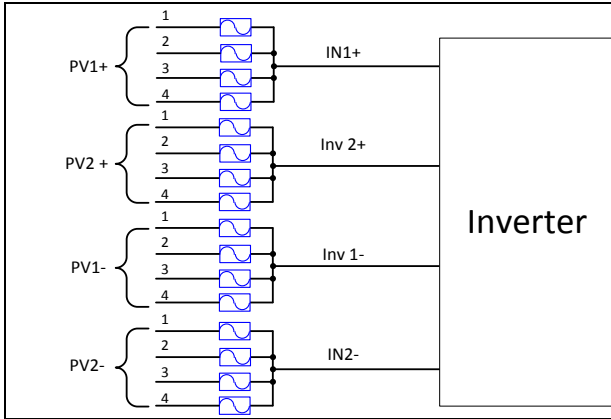 1
2
PV1+
3
4
IN1+
1
2
PV2 +
3
4
Inv 2+
1
2
PV1-
3
4
Inv 1-
1
2
PV2-
3
4
IN2-
Inverter